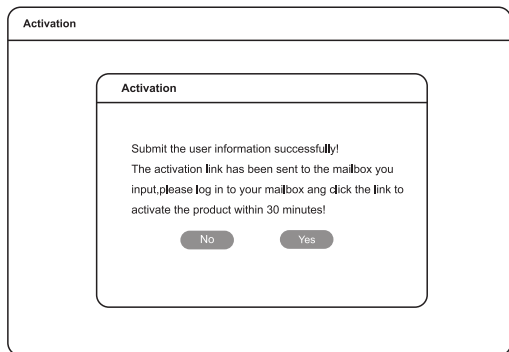 Activation
Activation
Submit the user information successfully!
The activation link has been sent to the mailbox you
input,please log in to your mailbox ang click the link to
activate the product within 30 minutes!
No Yes